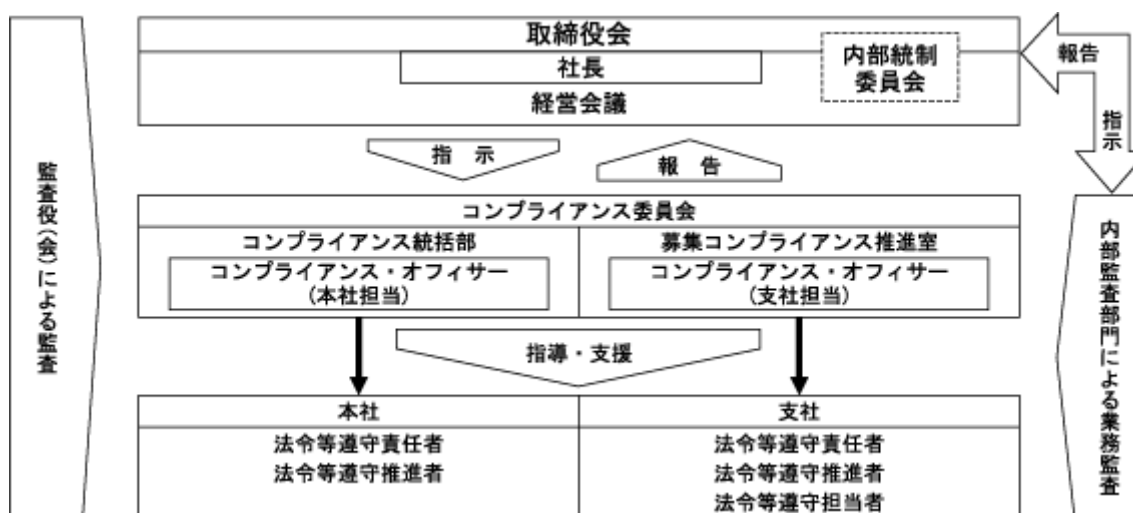 取締役会
社長
経営会議
内部統制
委員会
報告
指示
指　示
報　告
監査役(会)による監査
コンプライアンス委員会
コンプライアンス統括部
コンプライアンス・オフィサー
(本社担当)
募集コンプライアンス推進室
コンプライアンス・オフィサー
(支社担当)
内部監査部門による業務監査
指導・支援
本社
法令等遵守責任者
法令等遵守推進者
支社
法令等遵守責任者
法令等遵守推進者
法令等遵守担当者